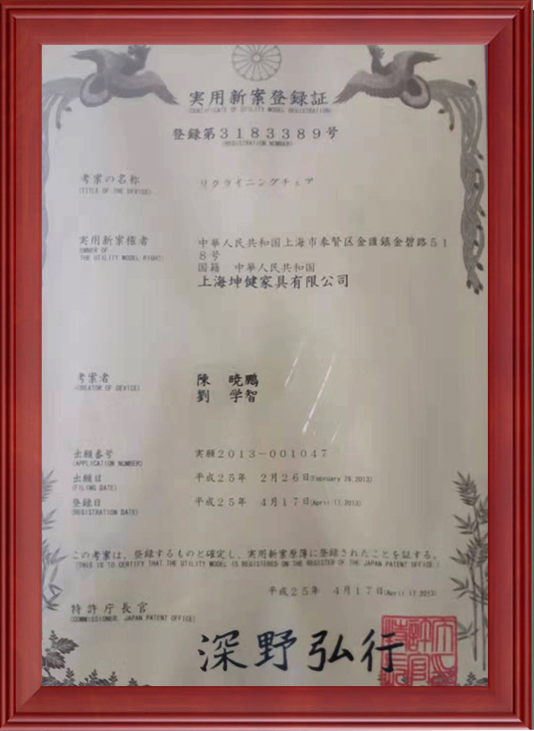 実用新案登録証
(CERTIFICATE OF UTILITY MODEL REGISTRATION)
登録第3183389号
(REGISTRATION NUMBER)
考案の名称
(TITLE OF THE DEVICE)
リクライニングチェア
実用新案権者
(OWNER OF
THE UTILITY MODEL RIGHT)
中華人民共和国上海市奉賢区金匯鎮金碧路51
8号
国籍 中華人民共和国
上海坤健家具有限公司
考案者
(CREATOR OF DEVICE)
陳 暁鵬
劉 学智
出願番号
(APPLICATION NUMBER)
実願2013-001047
出願日
(FILING DATE)
平成25年 2月26日(February 26,2013)
登録日
(REGISTRATION DATE)
平成25年 4月17日(April 17,2013)
この考案は、登録するものと確定し、実用新案原簿に登録されたことを証する。
(THIS IS TO CERTIFY THAT THE UTILITY MODEL IS REGISTERED ON THE REGISTER OF THE JAPAN PATENT OFFICE.)
平成25年 4月17日(April 17,2013)
特許庁長官
(COMMISSIONER, JAPAN PATENT OFFICE)
深野弘行